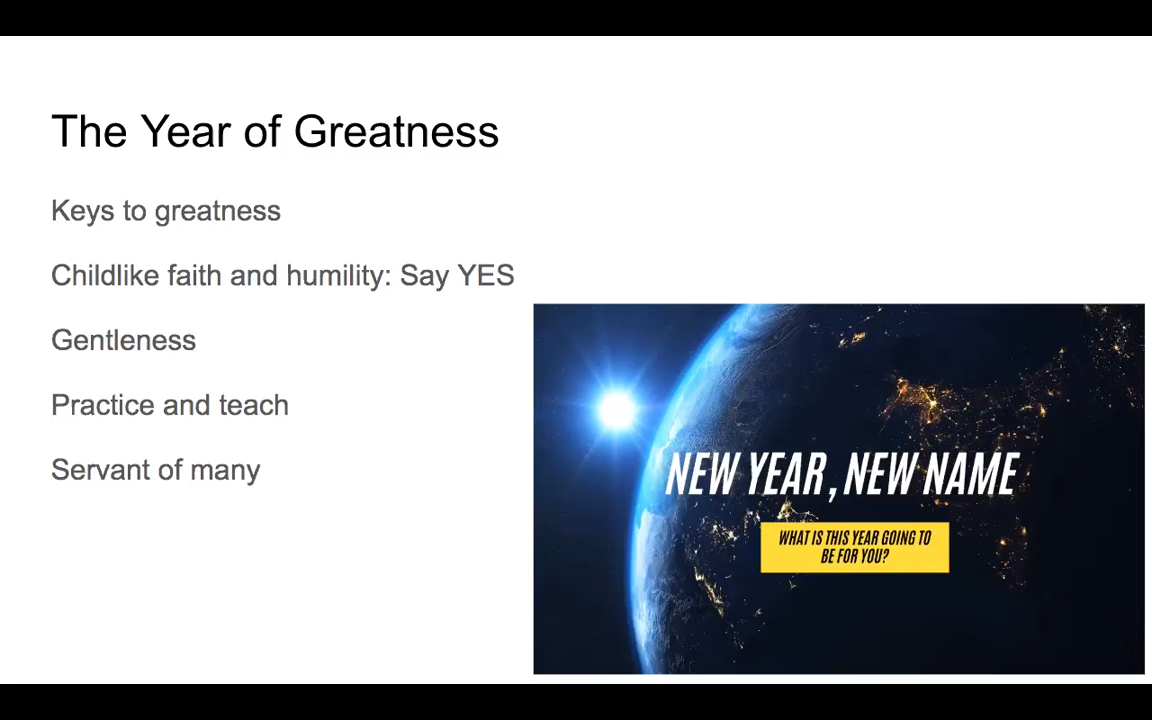 The Year of Greatness
Keys to greatness
Childlike faith and humility: Say YES
Gentleness
Practice and teach
Servant of many
NEW YEAR, NEW NAME
WHAT IS THIS YEAR GOING TO
BE FOR YOU?